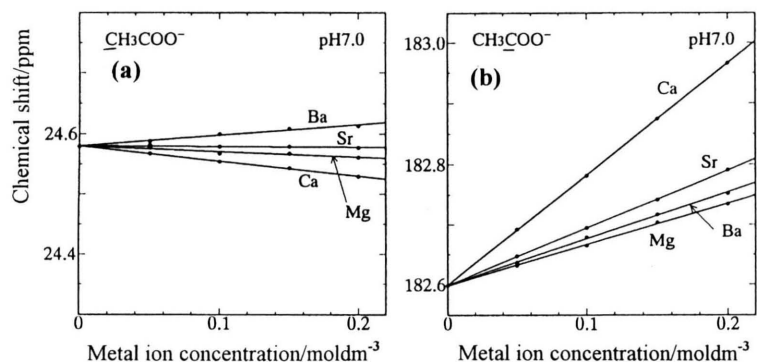 CH3COO⁻ pH7.0
(a)
Chemical shift/ppm
24.6
24.4
Ba
Sr
Ca
Mg
0 0.1 0.2
Metal ion concentration/moldm⁻³
CH3COO⁻ pH7.0
(b)
183.0
182.8
182.6
Ca
Sr
Ba
Mg
0 0.1 0.2
Metal ion concentration/moldm⁻³